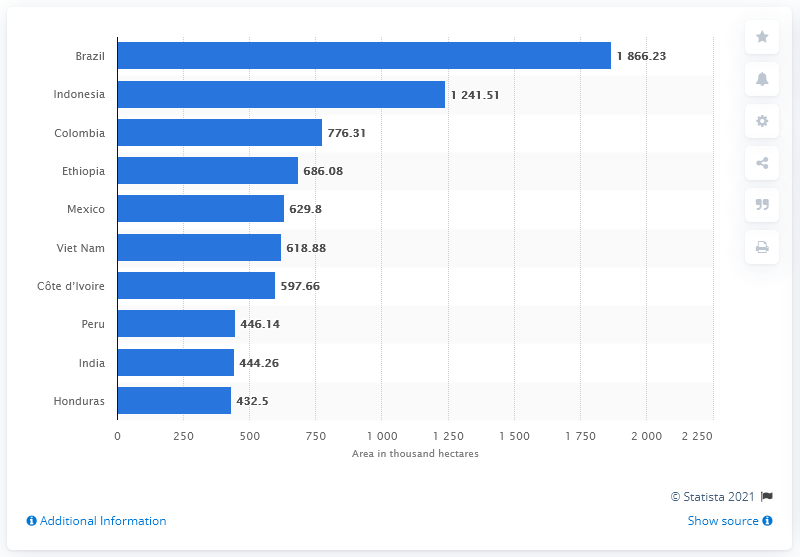 Brazil 1 866.23
Indonesia 1 241.51
Colombia 776.31
Ethiopia 686.08
Mexico 629.8
Viet Nam 618.88
Côte d’Ivoire 597.66
Peru 446.14
India 444.26
Honduras 432.5
0 250 500 750 1 000 1 250 1 500 1 750 2 000 2 250
Area in thousand hectares
© Statista 2021
Additional Information Show source